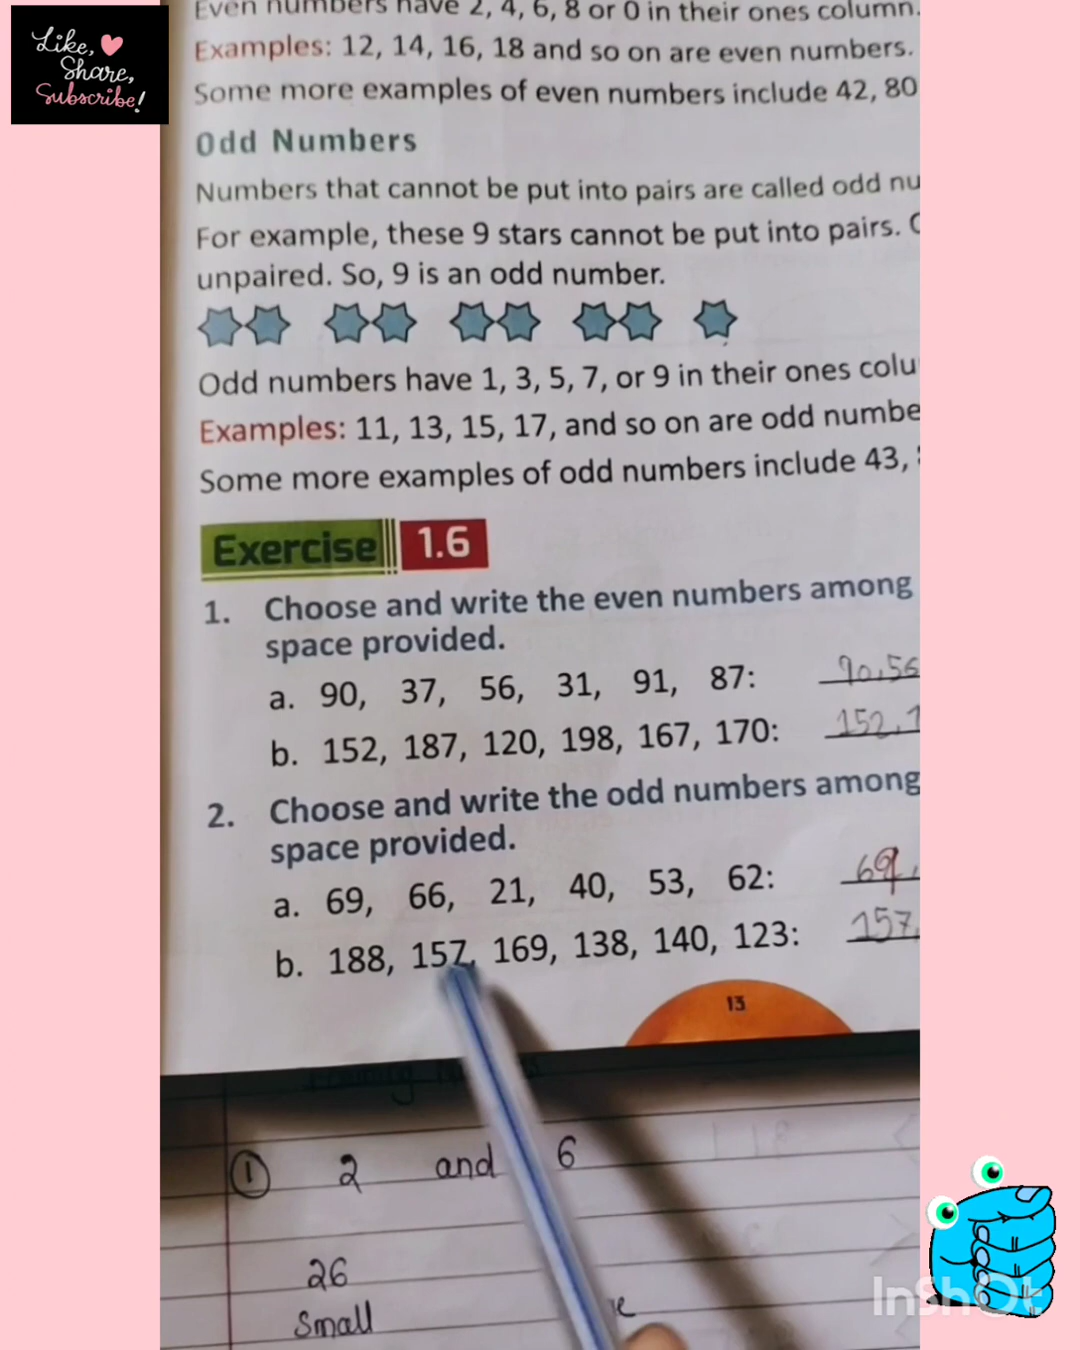 Like,
Share,
Subscribe!
Even numbers have 2, 4, 6, 8 or 0 in their ones column.
Examples: 12, 14, 16, 18 and so on are even numbers.
Some more examples of even numbers include 42, 80
Odd Numbers
Numbers that cannot be put into pairs are called odd nu
For example, these 9 stars cannot be put into pairs.
unpaired. So, 9 is an odd number.
Odd numbers have 1, 3, 5, 7, or 9 in their ones colu
Examples: 11, 13, 15, 17, and so on are odd numbe
Some more examples of odd numbers include 43,
Exercise 1.6
1. Choose and write the even numbers among
space provided.
a. 90, 37, 56, 31, 91, 87: 90,56
b. 152, 187, 120, 198, 167, 170: 152,1
2. Choose and write the odd numbers among
space provided.
a. 69, 66, 21, 40, 53, 62: 69,
b. 188, 157, 169, 138, 140, 123: 157,
13
1 2 and 6
26
Small
InShOt